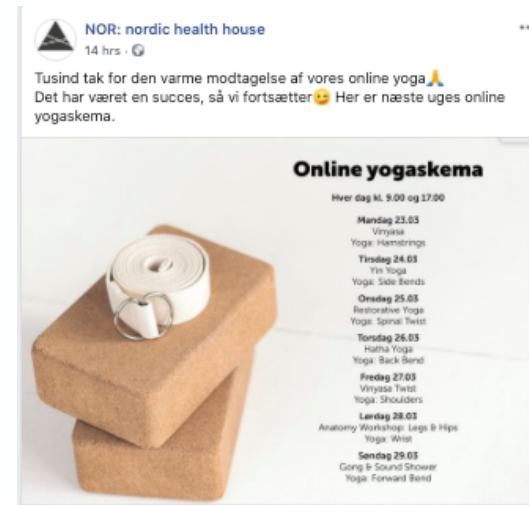 NOR: nordic health house
14 hrs ·
Tusind tak for den varme modtagelse af vores online yoga🙏
Det har været en succes, så vi fortsætter😉 Her er næste uges online
yogaskema.
Online yogaskema
Hver dag kl. 9.00 og 17.00
Mandag 23.03
Vinyasa
Yoga: Hamstrings
Tirsdag 24.03
Yin Yoga
Yoga: Side Bends
Onsdag 25.03
Restorative Yoga
Yoga: Spinal Twist
Torsdag 26.03
Hatha Yoga
Yoga: Back Bend
Fredag 27.03
Vinyasa Twist
Yoga: Shoulders
Lørdag 28.03
Anatomy Workshop: Legs & Hips
Yoga: Wrist
Søndag 29.03
Gong & Sound Shower
Yoga: Forward Bend